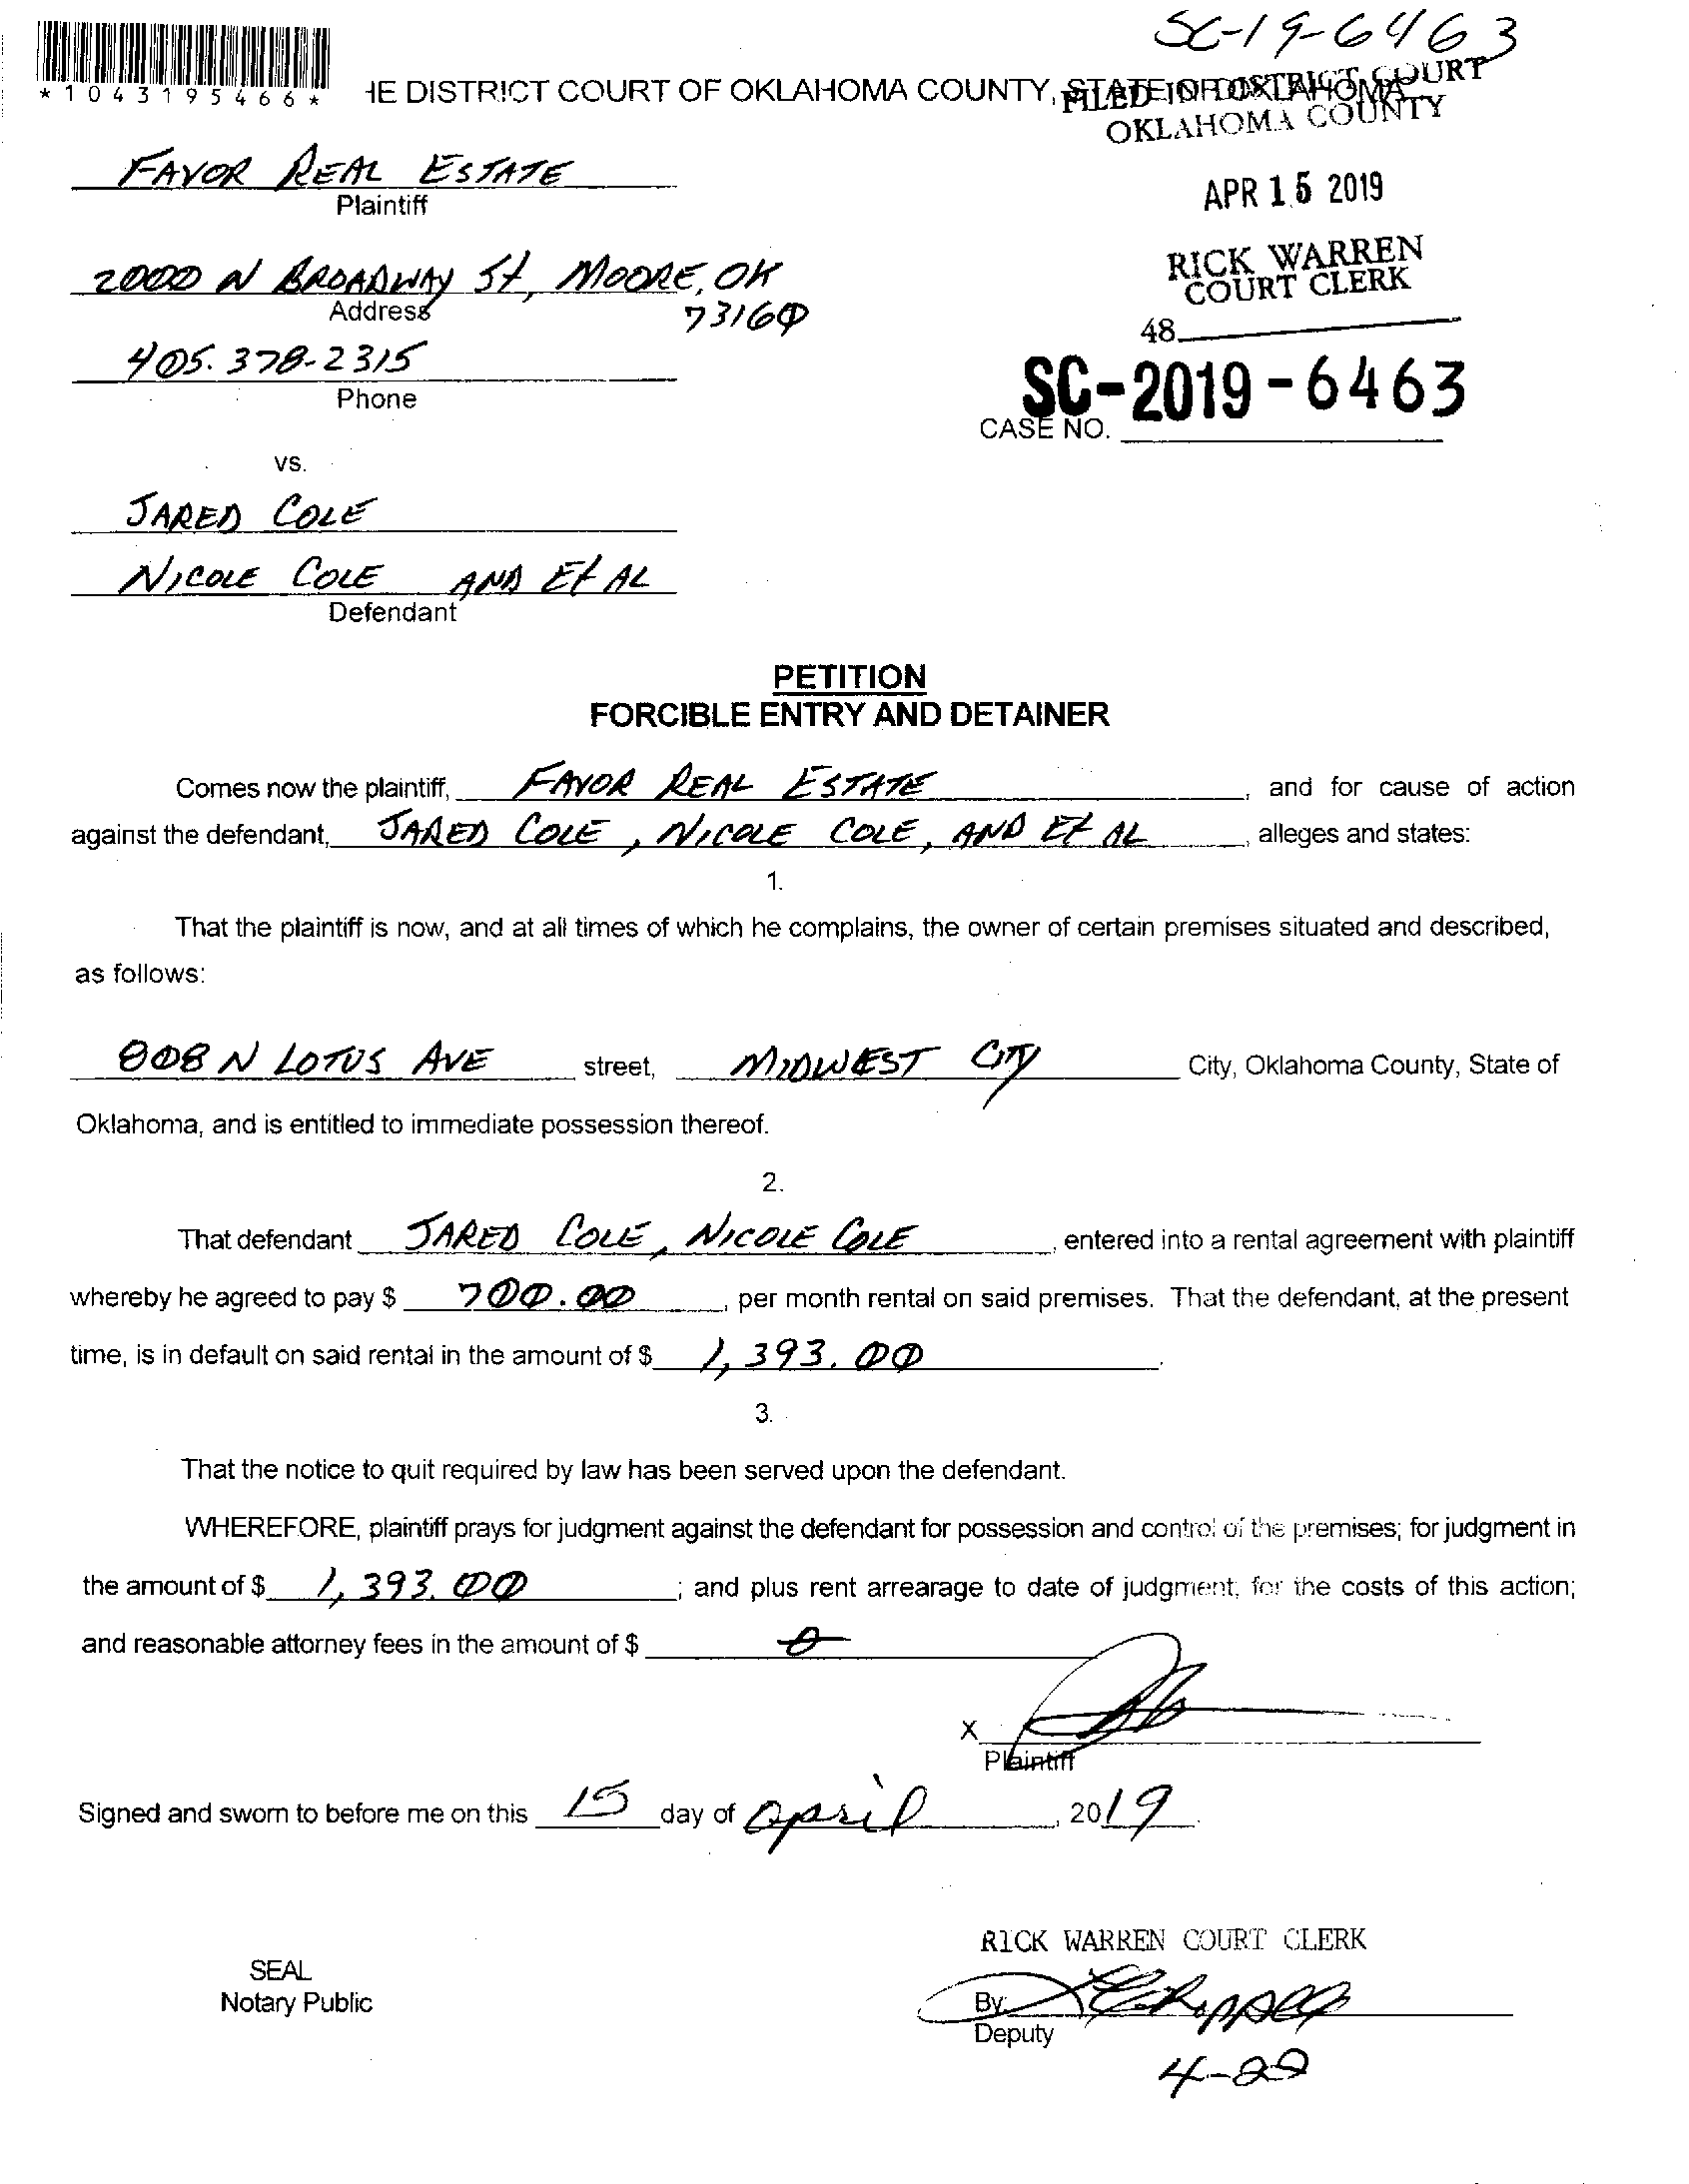 SC-19-6463
*1043195466*
HE DISTRICT COURT OF OKLAHOMA COUNTY, STATE OF OKLAHOMA
FILED IN DISTRICT COURT
OKLAHOMA COUNTY
FAVOR REAL ESTATE
Plaintiff
APR 15 2019
RICK WARREN
COURT CLERK
2000 N BROADWAY St, MOORE, OK
Address
73160
48
405.378-2315
Phone
SC-2019-6463
CASE NO.
vs.
JARED COLE
NICOLE COLE AND Et AL
Defendant
PETITION
FORCIBLE ENTRY AND DETAINER
Comes now the plaintiff, FAVOR REAL ESTATE, and for cause of action
against the defendant, JARED COLE, NICOLE COLE, AND Et AL, alleges and states:
1.
That the plaintiff is now, and at all times of which he complains, the owner of certain premises situated and described,
as follows:
808 N LOTUS AVE street, MIDWEST CITY City, Oklahoma County, State of
Oklahoma, and is entitled to immediate possession thereof.
2.
That defendant JARED COLE, NICOLE COLE, entered into a rental agreement with plaintiff
whereby he agreed to pay $ 700.00, per month rental on said premises. That the defendant, at the present
time, is in default on said rental in the amount of $ 1,393.00.
3.
That the notice to quit required by law has been served upon the defendant.
WHEREFORE, plaintiff prays for judgment against the defendant for possession and control of the premises; for judgment in
the amount of $ 1,393.00; and plus rent arrearage to date of judgment; for the costs of this action;
and reasonable attorney fees in the amount of $ 0
X
Plaintiff
Signed and sworn to before me on this 15 day of April, 2019.
RICK WARREN COURT CLERK
SEAL
Notary Public
By:
Deputy
4-22